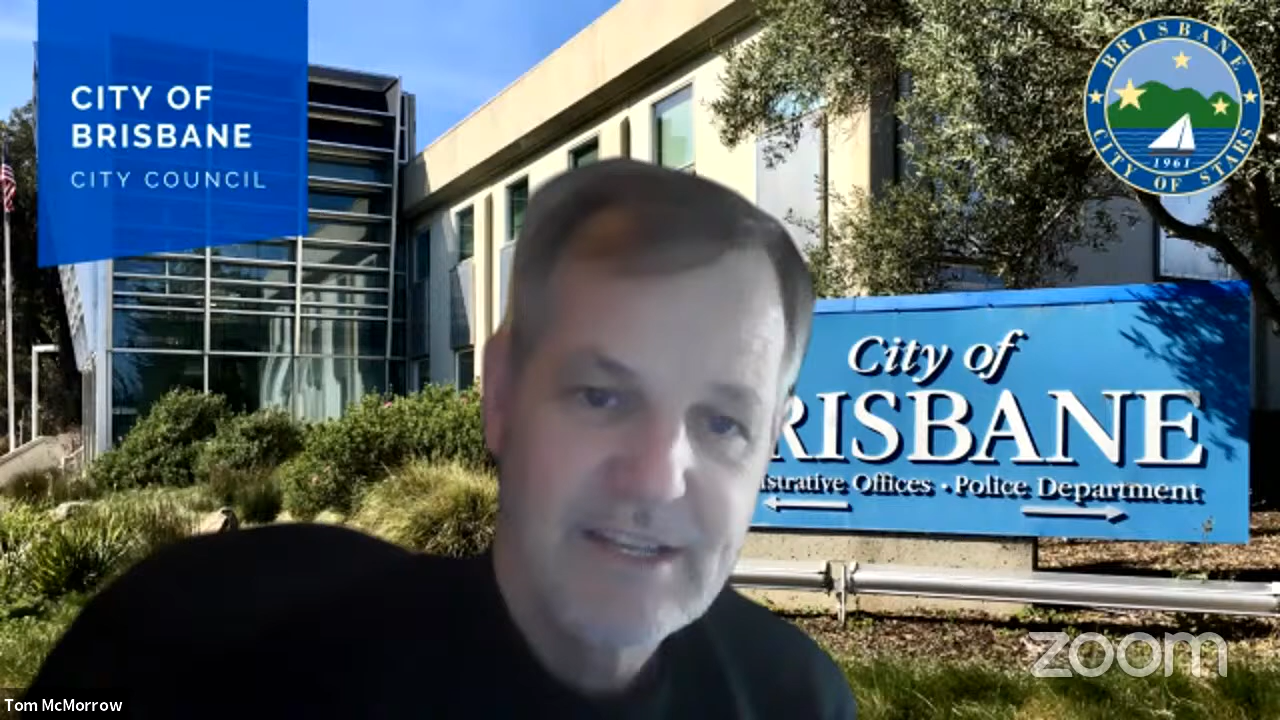 CITY OF
BRISBANE
CITY COUNCIL
BRISBANE
1961
CITY OF STARS
City of
RISBANE
istrative Offices · Police Department
zoom
Tom McMorrow